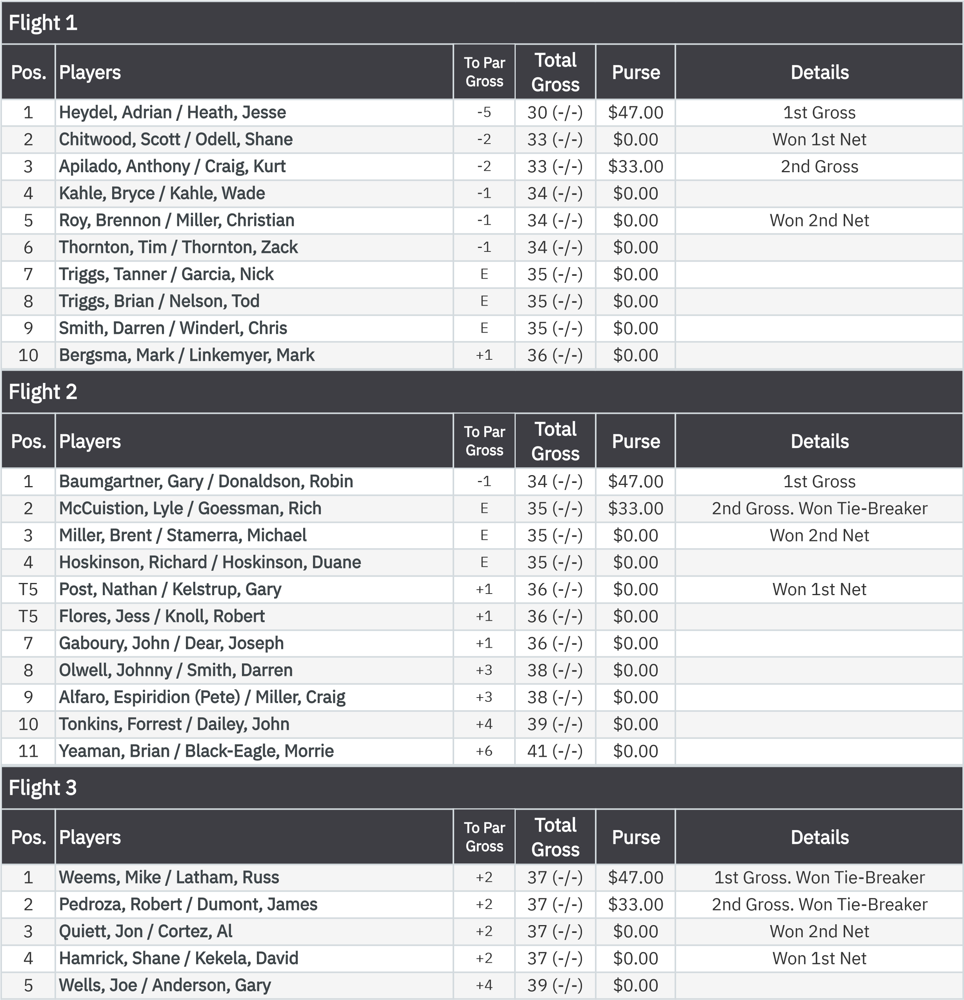 Flight 1
Pos. Players To Par Gross Total Gross Purse Details
1 Heydel, Adrian / Heath, Jesse -5 30 (-/-) $47.00 1st Gross
2 Chitwood, Scott / Odell, Shane -2 33 (-/-) $0.00 Won 1st Net
3 Apilado, Anthony / Craig, Kurt -2 33 (-/-) $33.00 2nd Gross
4 Kahle, Bryce / Kahle, Wade -1 34 (-/-) $0.00
5 Roy, Brennon / Miller, Christian -1 34 (-/-) $0.00 Won 2nd Net
6 Thornton, Tim / Thornton, Zack -1 34 (-/-) $0.00
7 Triggs, Tanner / Garcia, Nick E 35 (-/-) $0.00
8 Triggs, Brian / Nelson, Tod E 35 (-/-) $0.00
9 Smith, Darren / Winderl, Chris E 35 (-/-) $0.00
10 Bergsma, Mark / Linkemyer, Mark +1 36 (-/-) $0.00
Flight 2
Pos. Players To Par Gross Total Gross Purse Details
1 Baumgartner, Gary / Donaldson, Robin -1 34 (-/-) $47.00 1st Gross
2 McCuistion, Lyle / Goessman, Rich E 35 (-/-) $33.00 2nd Gross. Won Tie-Breaker
3 Miller, Brent / Stamerra, Michael E 35 (-/-) $0.00 Won 2nd Net
4 Hoskinson, Richard / Hoskinson, Duane E 35 (-/-) $0.00
T5 Post, Nathan / Kelstrup, Gary +1 36 (-/-) $0.00 Won 1st Net
T5 Flores, Jess / Knoll, Robert +1 36 (-/-) $0.00
7 Gaboury, John / Dear, Joseph +1 36 (-/-) $0.00
8 Olwell, Johnny / Smith, Darren +3 38 (-/-) $0.00
9 Alfaro, Espiridion (Pete) / Miller, Craig +3 38 (-/-) $0.00
10 Tonkins, Forrest / Dailey, John +4 39 (-/-) $0.00
11 Yeaman, Brian / Black-Eagle, Morrie +6 41 (-/-) $0.00
Flight 3
Pos. Players To Par Gross Total Gross Purse Details
1 Weems, Mike / Latham, Russ +2 37 (-/-) $47.00 1st Gross. Won Tie-Breaker
2 Pedroza, Robert / Dumont, James +2 37 (-/-) $33.00 2nd Gross. Won Tie-Breaker
3 Quiett, Jon / Cortez, Al +2 37 (-/-) $0.00 Won 2nd Net
4 Hamrick, Shane / Kekela, David +2 37 (-/-) $0.00 Won 1st Net
5 Wells, Joe / Anderson, Gary +4 39 (-/-) $0.00